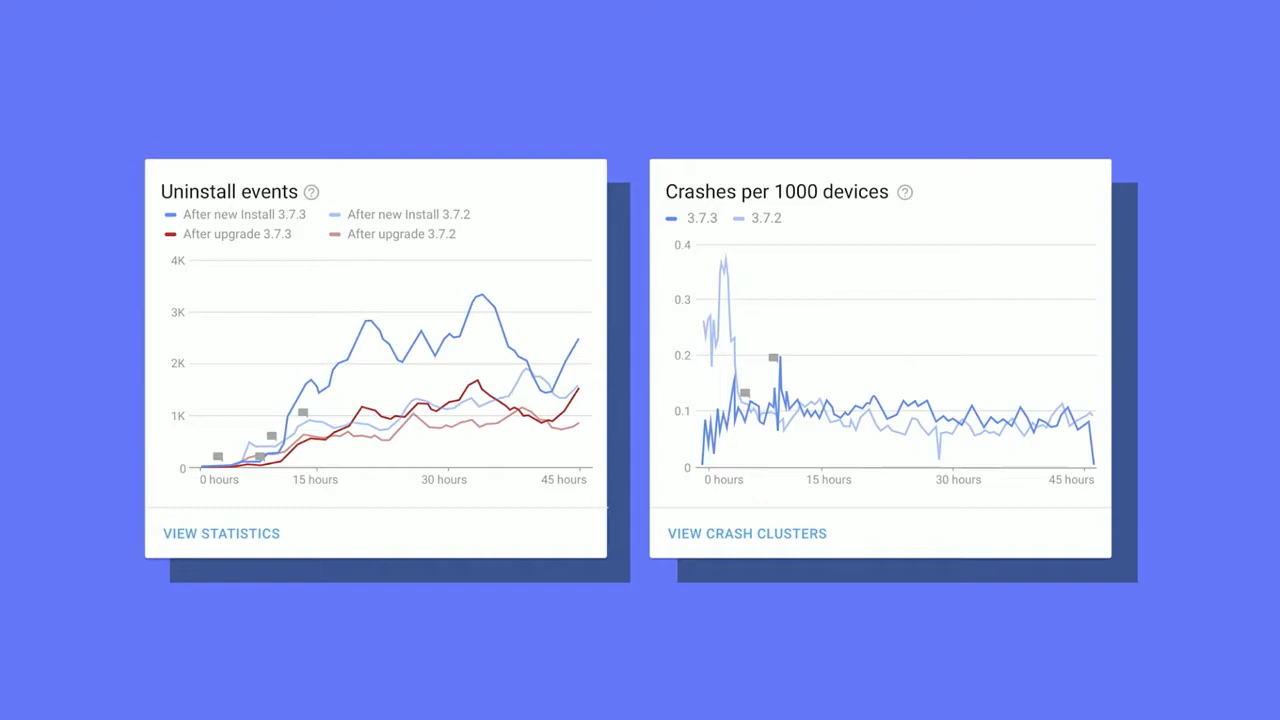 Uninstall events ?
After new Install 3.7.3 After new Install 3.7.2
After upgrade 3.7.3 After upgrade 3.7.2
4K
3K
2K
1K
0
0 hours 15 hours 30 hours 45 hours
VIEW STATISTICS
Crashes per 1000 devices ?
3.7.3 3.7.2
0.4
0.3
0.2
0.1
0
0 hours 15 hours 30 hours 45 hours
VIEW CRASH CLUSTERS